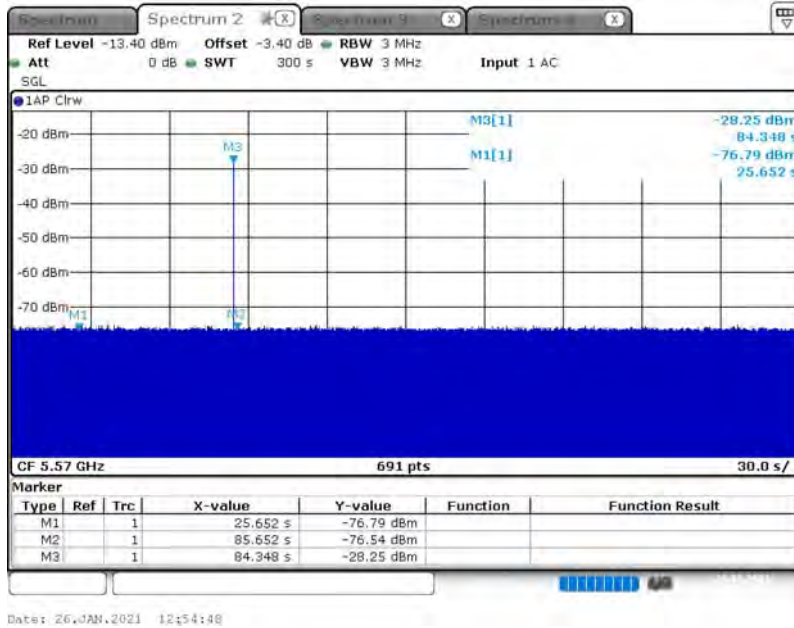 Spectrum Spectrum 2 X Spectrum 3 X Spectrum 4 X
Ref Level -13.40 dBm Offset -3.40 dB RBW 3 MHz
Att 0 dB SWT 300 s VBW 3 MHz Input 1 AC
SGL
1AP Clrw
M3[1] -28.25 dBm
84.348 s
M1[1] -76.79 dBm
25.652 s
-20 dBm
M3
-30 dBm
-40 dBm
-50 dBm
-60 dBm
-70 dBm
M1 M2
CF 5.57 GHz 691 pts 30.0 s/
Marker
Type Ref Trc X-value Y-value Function Function Result
M1 1 25.652 s -76.79 dBm
M2 1 85.652 s -76.54 dBm
M3 1 84.348 s -28.25 dBm
Date: 26.JAN.2021 12:54:48